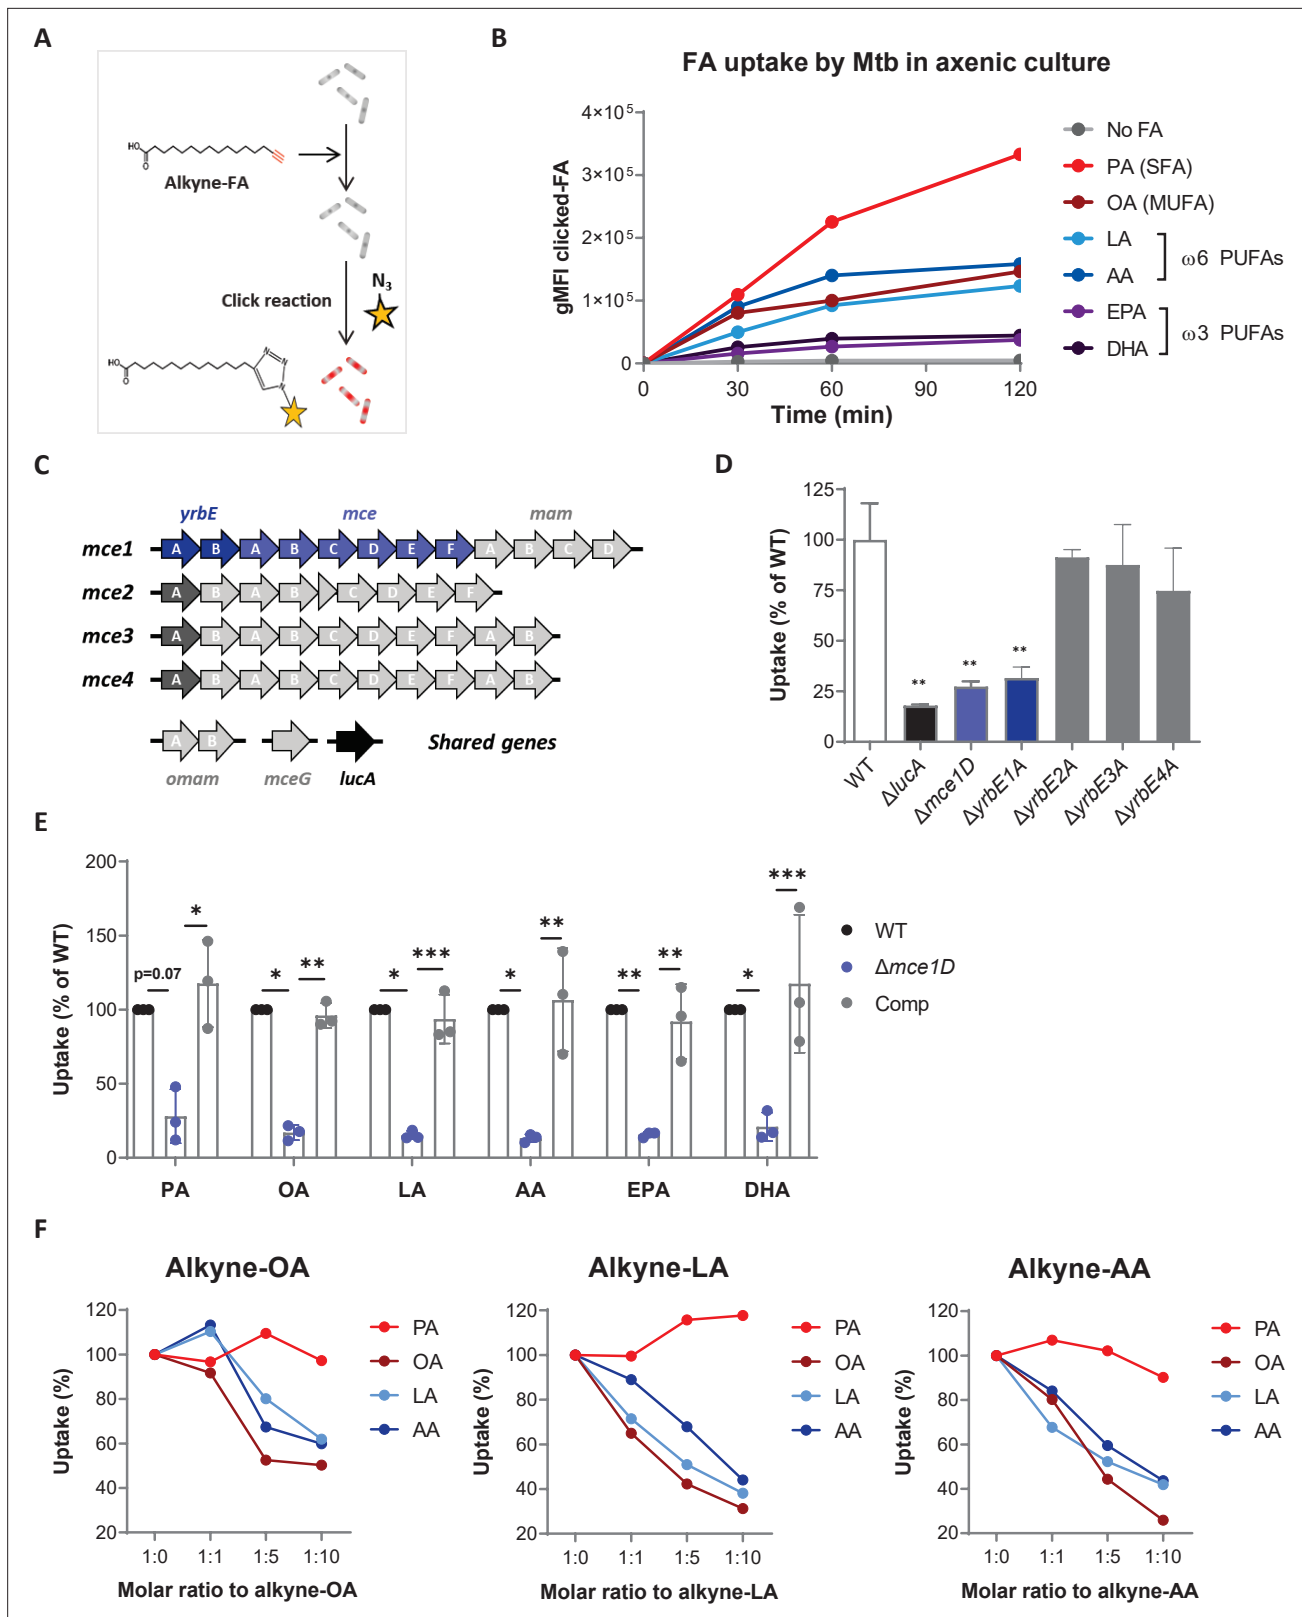 A
HO
O
Alkyne-FA
Click reaction
N3
HO
O
N
N
N
B
FA uptake by Mtb in axenic culture
gMFI clicked-FA
4×10⁵
3×10⁵
2×10⁵
1×10⁵
0
0 30 60 90 120
Time (min)
No FA
PA (SFA)
OA (MUFA)
LA
AA
ω6 PUFAs
EPA
DHA
ω3 PUFAs
C
yrbE mce mam
mce1 A B A B C D E F A B C D
mce2 A B A B C D E F
mce3 A B A B C D E F A B
mce4 A B A B C D E F A B
A B
Shared genes
omam mceG lucA
D
Uptake (% of WT)
125
100
75
50
25
0
** ** **
WT ΔlucA Δmce1D ΔyrbE1A ΔyrbE2A ΔyrbE3A ΔyrbE4A
E
Uptake (% of WT)
200
150
100
50
0
p=0.07 * * ** * *** * ** ** ** * ***
PA OA LA AA EPA DHA
WT
Δmce1D
Comp
F
Alkyne-OA
Uptake (%)
120
100
80
60
40
20
1:0 1:1 1:5 1:10
Molar ratio to alkyne-OA
PA
OA
LA
AA
Alkyne-LA
Uptake (%)
120
100
80
60
40
20
1:0 1:1 1:5 1:10
Molar ratio to alkyne-LA
PA
OA
LA
AA
Alkyne-AA
Uptake (%)
120
100
80
60
40
20
1:0 1:1 1:5 1:10
Molar ratio to alkyne-AA
PA
OA
LA
AA